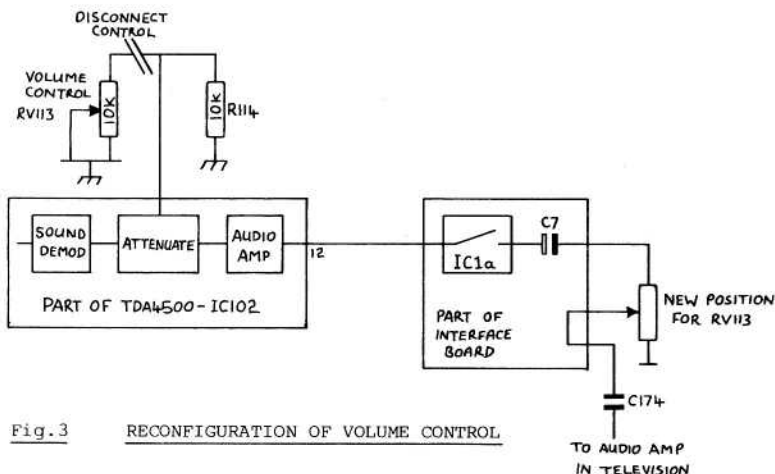 DISCONNECT
CONTROL
VOLUME
CONTROL
RV113
10K
10K
R114
SOUND
DEMOD
ATTENUATE
AUDIO
AMP
12
PART OF TDA4500-IC102
IC1a
C7
PART OF
INTERFACE
BOARD
NEW POSITION
FOR RV113
C174
TO AUDIO AMP
IN TELEVISION
Fig.3 RECONFIGURATION OF VOLUME CONTROL